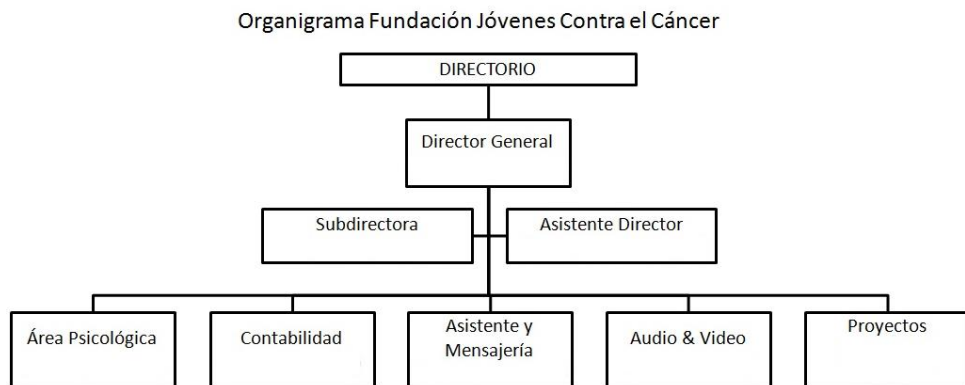 Organigrama Fundación Jóvenes Contra el Cáncer
DIRECTORIO
Director General
Subdirectora
Asistente Director
Área Psicológica
Contabilidad
Asistente y
Mensajería
Audio & Video
Proyectos